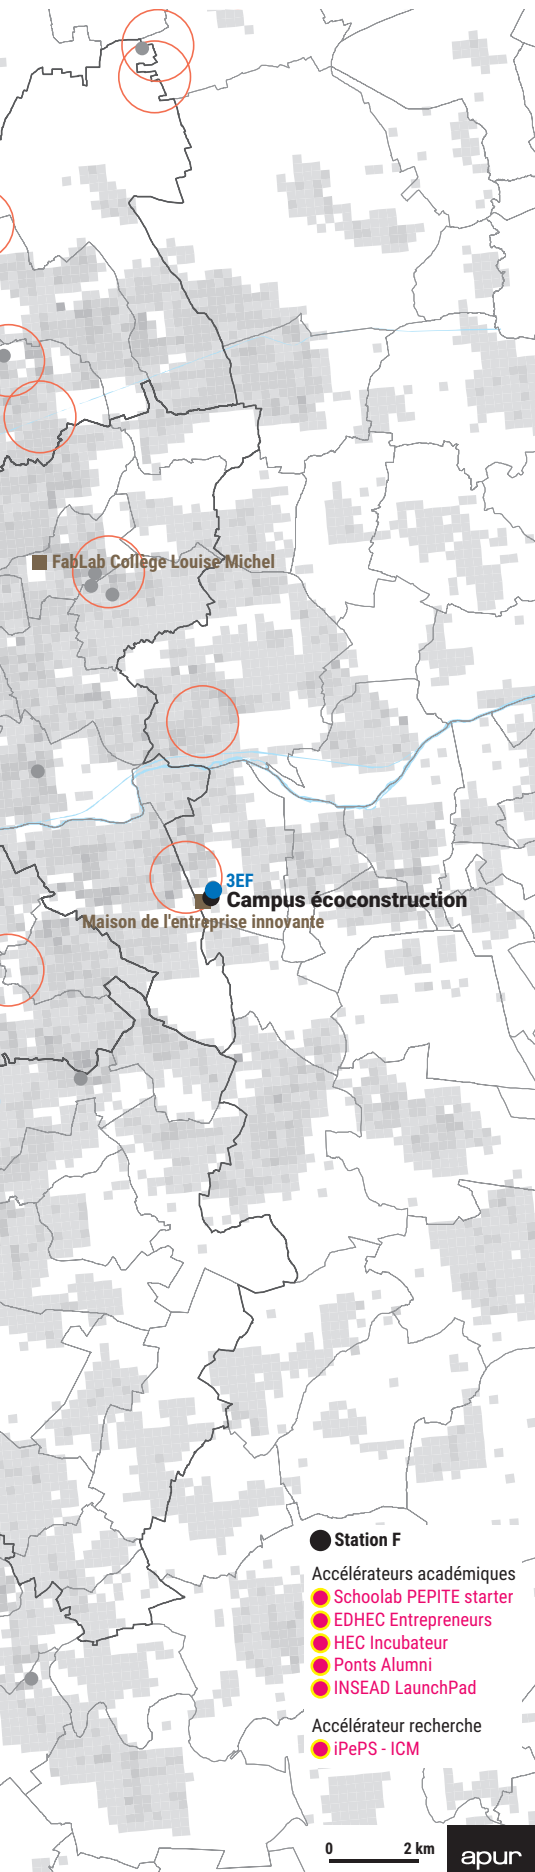 FabLab Collège Louise Michel
3EF
Campus écoconstruction
Maison de l'entreprise innovante
Station F
Accélérateurs académiques
Schoolab PEPITE starter
EDHEC Entrepreneurs
HEC Incubateur
Ponts Alumni
INSEAD LaunchPad
Accélérateur recherche
iPePS - ICM
0 2 km
apur